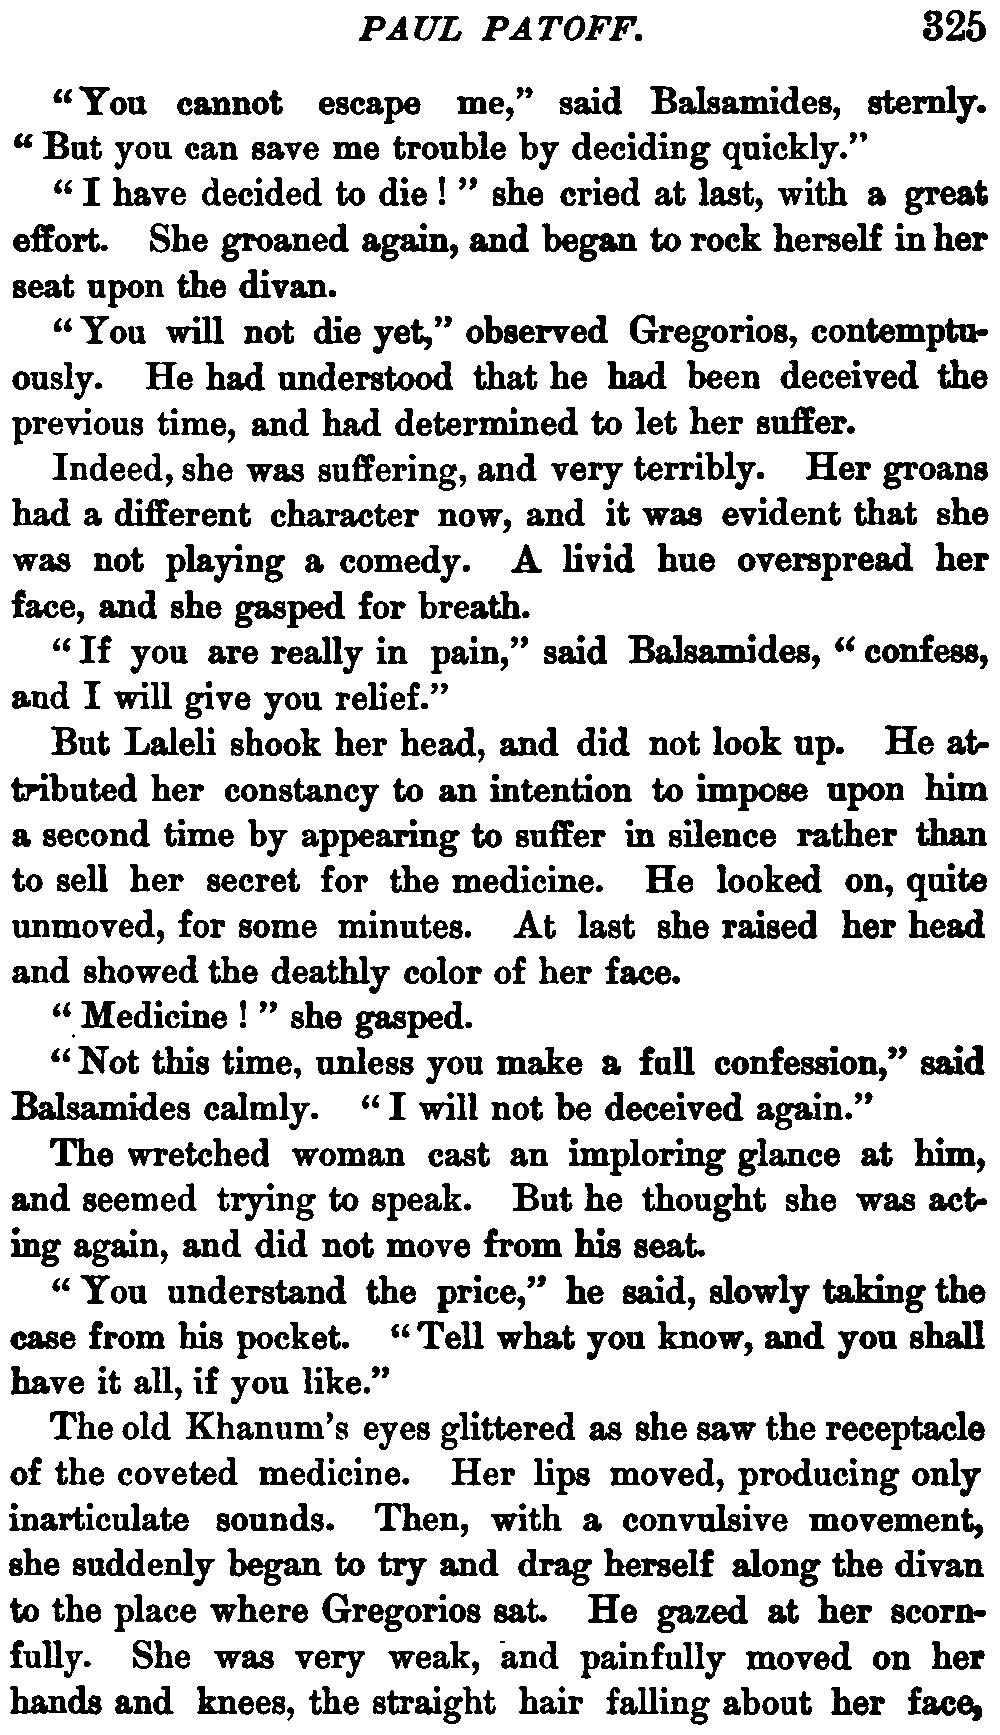 PAUL PATOFF. 325
“You cannot escape me,” said Balsamides, sternly.
“But you can save me trouble by deciding quickly.”
“I have decided to die!” she cried at last, with a great
effort. She groaned again, and began to rock herself in her
seat upon the divan.
“You will not die yet,” observed Gregorios, contemptu-
ously. He had understood that he had been deceived the
previous time, and had determined to let her suffer.
Indeed, she was suffering, and very terribly. Her groans
had a different character now, and it was evident that she
was not playing a comedy. A livid hue overspread her
face, and she gasped for breath.
“If you are really in pain,” said Balsamides, “confess,
and I will give you relief.”
But Laleli shook her head, and did not look up. He at-
tributed her constancy to an intention to impose upon him
a second time by appearing to suffer in silence rather than
to sell her secret for the medicine. He looked on, quite
unmoved, for some minutes. At last she raised her head
and showed the deathly color of her face.
“Medicine!” she gasped.
“Not this time, unless you make a full confession,” said
Balsamides calmly. “I will not be deceived again.”
The wretched woman cast an imploring glance at him,
and seemed trying to speak. But he thought she was act-
ing again, and did not move from his seat.
“You understand the price,” he said, slowly taking the
case from his pocket. “Tell what you know, and you shall
have it all, if you like.”
The old Khanum’s eyes glittered as she saw the receptacle
of the coveted medicine. Her lips moved, producing only
inarticulate sounds. Then, with a convulsive movement,
she suddenly began to try and drag herself along the divan
to the place where Gregorios sat. He gazed at her scorn-
fully. She was very weak, and painfully moved on her
hands and knees, the straight hair falling about her face,